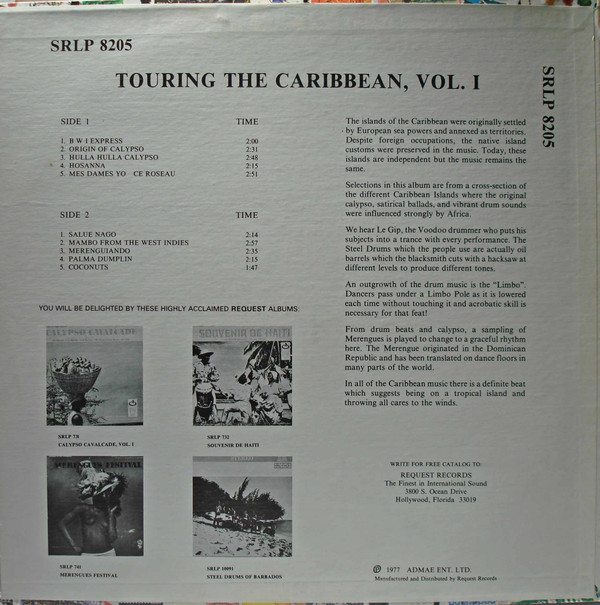 SRLP 8205
SRLP 8205
TOURING THE CARIBBEAN, VOL. I
SIDE 1 TIME
1. B W I EXPRESS 2:00
2. ORIGIN OF CALYPSO 2:31
3. HULLA HULLA CALYPSO 2:48
4. HOSANNA 2:15
5. MES DAMES YO CE ROSEAU 2:51
SIDE 2 TIME
1. SALUE NAGO 2:14
2. MAMBO FROM THE WEST INDIES 2:57
3. MERENGUIANDO 2:35
4. PALMA DUMPLIN 2:15
5. COCONUTS 1:47
YOU WILL BE DELIGHTED BY THESE HIGHLY ACCLAIMED REQUEST ALBUMS:
CALYPSO CAVALCADE
SRLP 731
CALYPSO CAVALCADE, VOL. I
SOUVENIR DE HAITI
SRLP 732
SOUVENIR DE HAITI
MERENGUES FESTIVAL
SRLP 741
MERENGUES FESTIVAL
SRLP 10091
STEEL DRUMS OF BARBADOS
The islands of the Caribbean were originally settled
by European sea powers and annexed as territories.
Despite foreign occupations, the native island
customs were preserved in the music. Today, these
islands are independent but the music remains the
same.
Selections in this album are from a cross-section of
the different Caribbean Islands where the original
calypso, satirical ballads, and vibrant drum sounds
were influenced strongly by Africa.
We hear Le Gip, the Voodoo drummer who puts his
subjects into a trance with every performance. The
Steel Drums which the people use are actually oil
barrels which the blacksmith cuts with a hacksaw at
different levels to produce different tones.
An outgrowth of the drum music is the "Limbo".
Dancers pass under a Limbo Pole as it is lowered
each time without touching it and acrobatic skill is
necessary for that feat!
From drum beats and calypso, a sampling of
Merengues is played to change to a graceful rhythm
here. The Merengue originated in the Dominican
Republic and has been translated on dance floors in
many parts of the world.
In all of the Caribbean music there is a definite beat
which suggests being on a tropical island and
throwing all cares to the winds.
WRITE FOR FREE CATALOG TO:
REQUEST RECORDS
The Finest in International Sound
3800 S. Ocean Drive
Hollywood, Florida 33019
℗ 1977 ADMAE ENT. LTD.
Manufactured and Distributed by Request Records